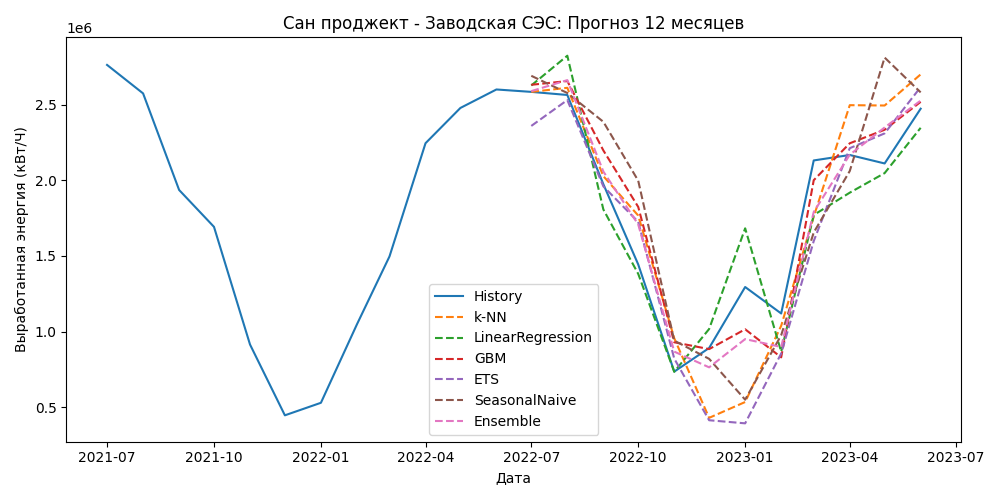 Сан проджект - Заводская СЭС: Прогноз 12 месяцев
1e6
Выработанная энергия (кВт/Ч)
2.5
2.0
1.5
1.0
0.5
History
k-NN
LinearRegression
GBM
ETS
SeasonalNaive
Ensemble
2021-07 2021-10 2022-01 2022-04 2022-07 2022-10 2023-01 2023-04 2023-07
Дата